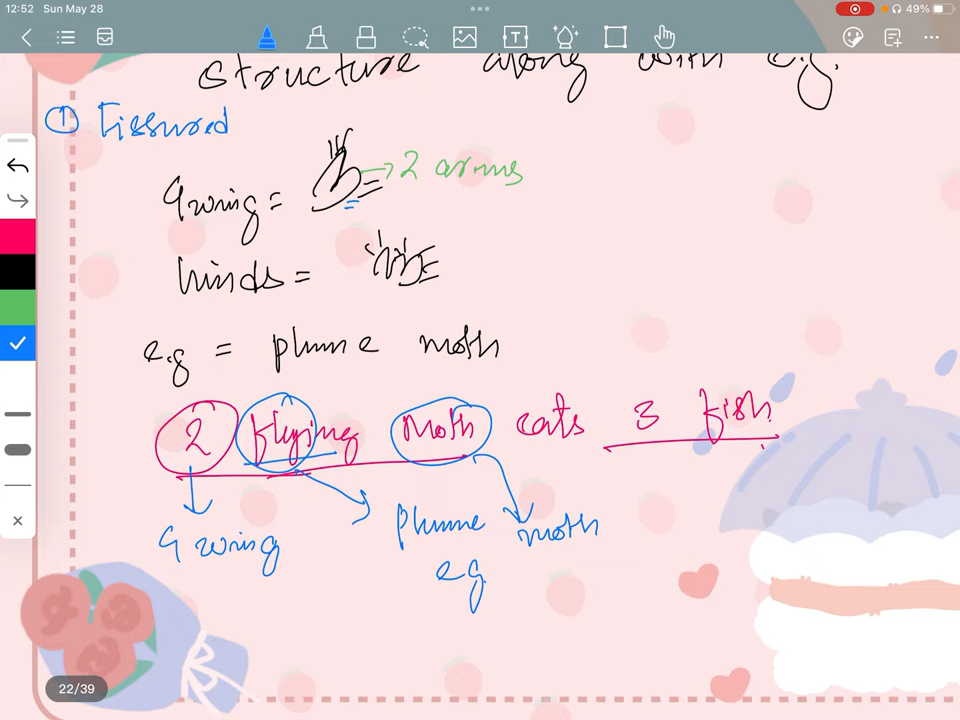 12:52 Sun May 28
49%
structure along with e.g.
① Fissured
→ 2 arms
4 wing =
hinds =
e.g = plume moth
2 flying moth eats 3 fish
4 wing
plume moth
eg
22/39